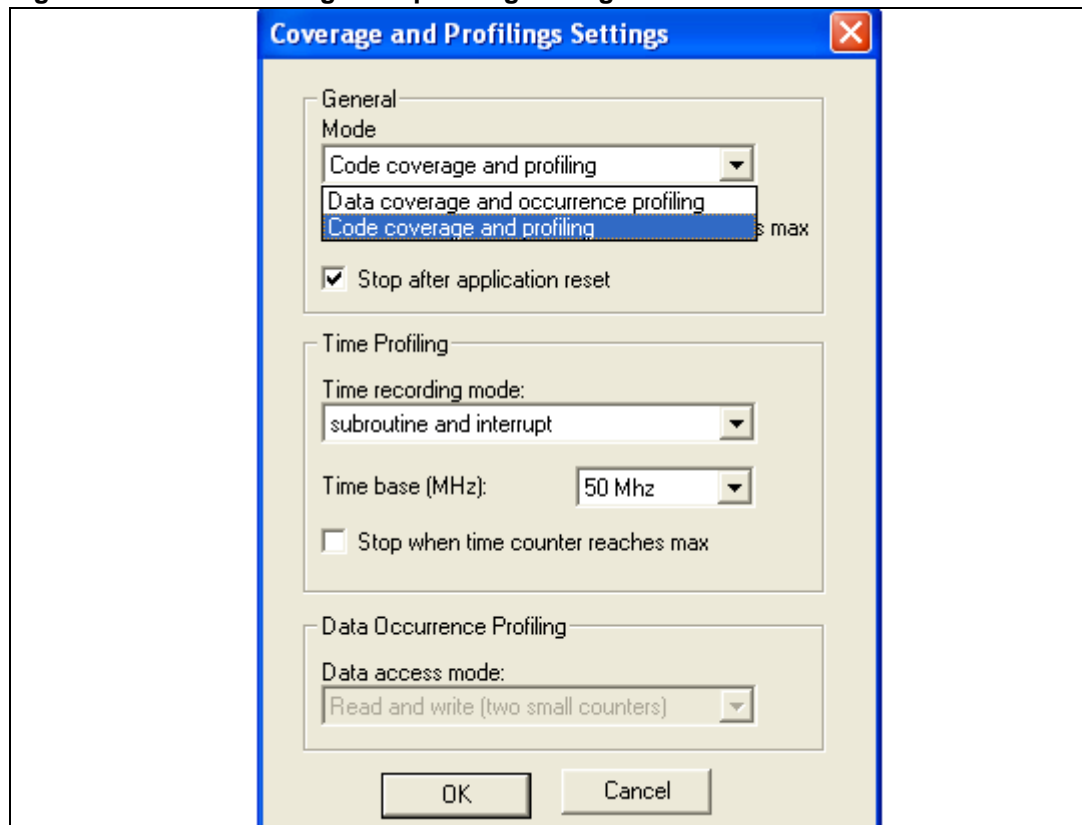 Coverage and Profilings Settings
General
Mode
Code coverage and profiling
Data coverage and occurrence profiling
Code coverage and profiling
s max
Stop after application reset
Time Profiling
Time recording mode:
subroutine and interrupt
Time base (MHz):
50 Mhz
Stop when time counter reaches max
Data Occurrence Profiling
Data access mode:
Read and write (two small counters)
OK
Cancel